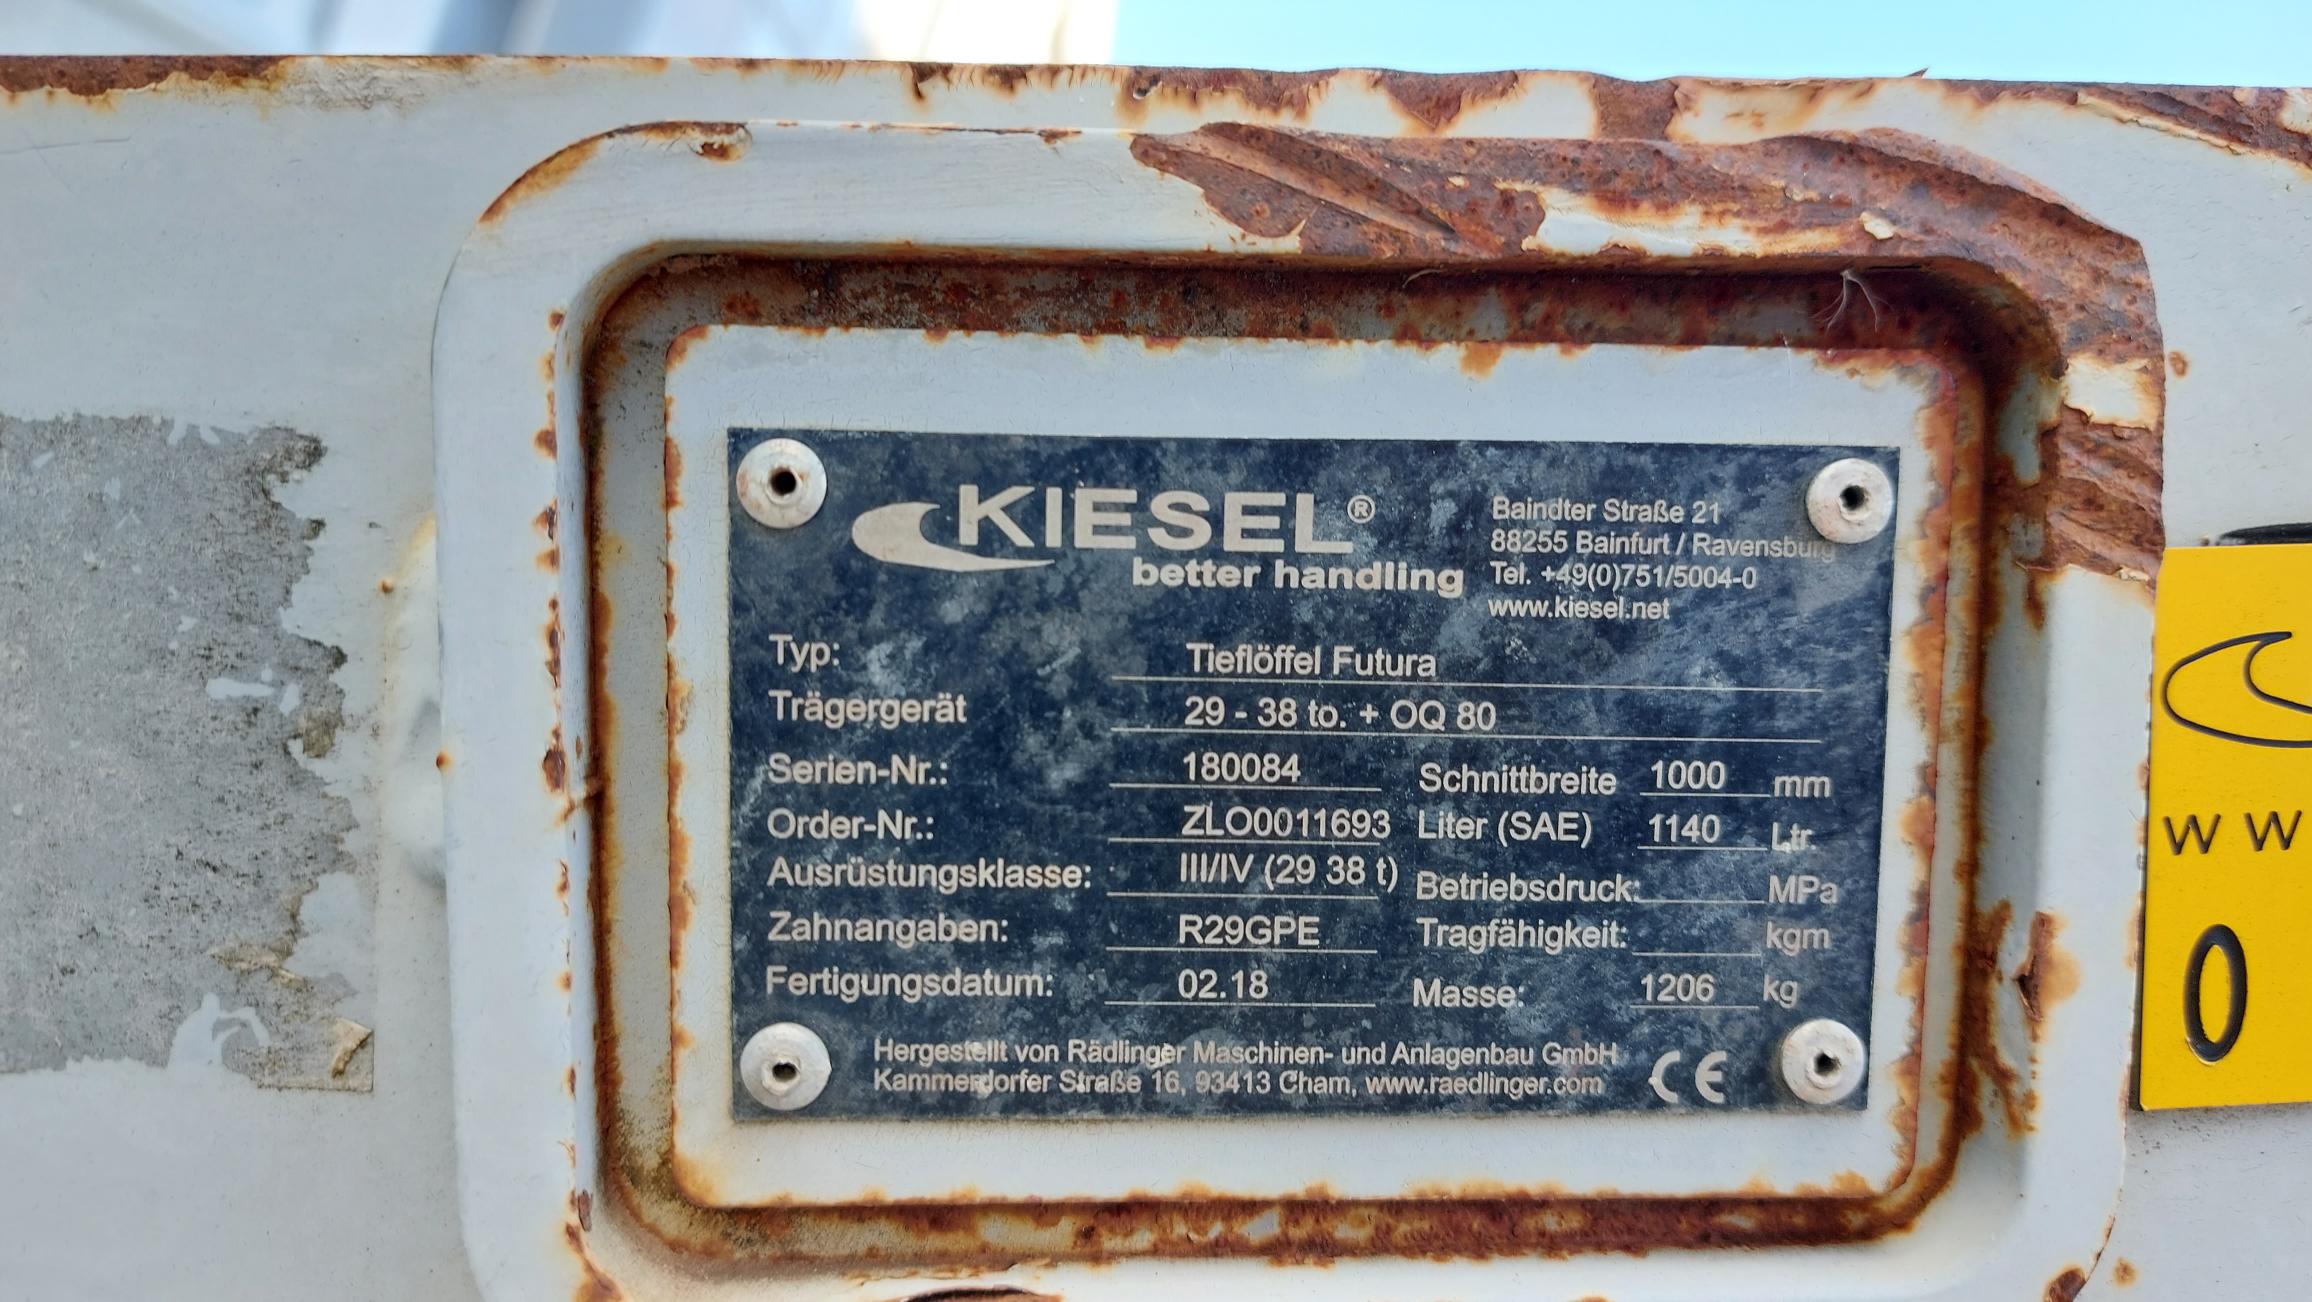 KIESEL®
better handling
Baindter Straße 21
88255 Bainfurt / Ravensburg
Tel. +49(0)751/5004-0
www.kiesel.net
Typ: Tieflöffel Futura
Trägergerät 29 - 38 to. + OQ 80
Serien-Nr.: 180084 Schnittbreite 1000 mm
Order-Nr.: ZLO0011693 Liter (SAE) 1140 Ltr.
Ausrüstungsklasse: III/IV (29 38 t) Betriebsdruck: MPa
Zahnangaben: R29GPE Tragfähigkeit: kgm
Fertigungsdatum: 02.18 Masse: 1206 kg
Hergestellt von Rädlinger Maschinen- und Anlagenbau GmbH
Kammerdorfer Straße 16, 93413 Cham, www.raedlinger.com
CE
ww
0